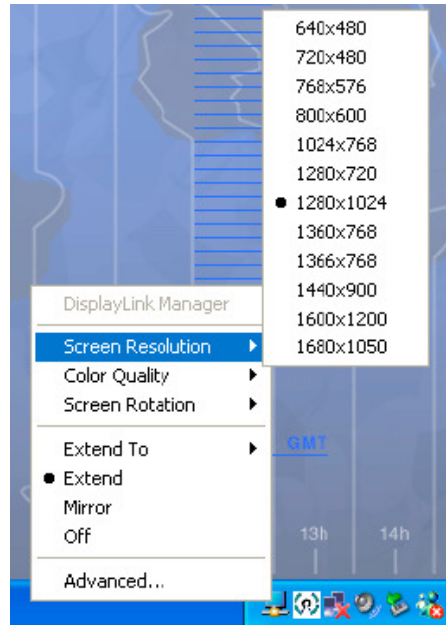 640x480
720x480
768x576
800x600
1024x768
1280x720
1280x1024
1360x768
1366x768
1440x900
1600x1200
1680x1050
DisplayLink Manager
Screen Resolution
Color Quality
Screen Rotation
Extend To
Extend
Mirror
Off
Advanced...
GMT
13h
14h